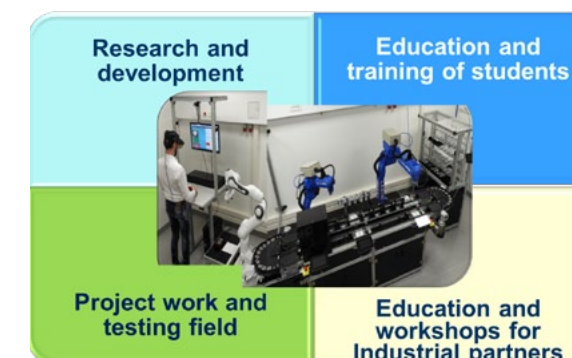 Research and
development
Education and
training of students
Project work and
testing field
Education and
workshops for
Industrial partners